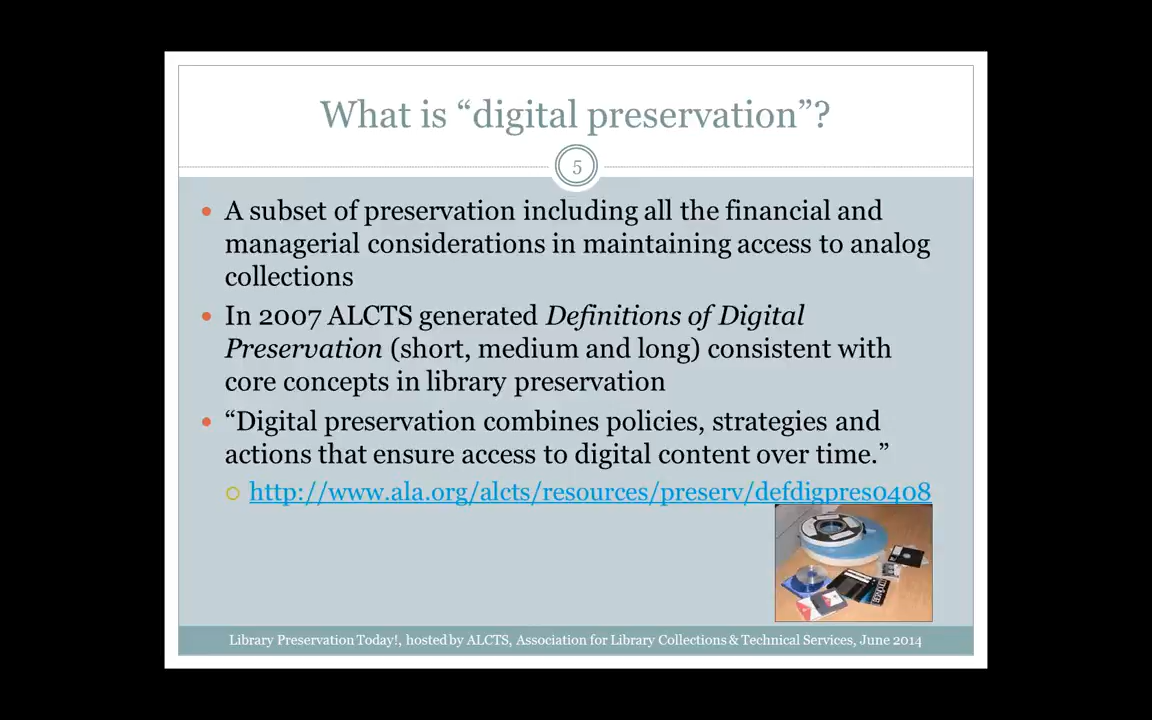 What is “digital preservation”?
5
A subset of preservation including all the financial and
managerial considerations in maintaining access to analog
collections
In 2007 ALCTS generated Definitions of Digital
Preservation (short, medium and long) consistent with
core concepts in library preservation
“Digital preservation combines policies, strategies and
actions that ensure access to digital content over time.”
http://www.ala.org/alcts/resources/preserv/defdigpres0408
Library Preservation Today!, hosted by ALCTS, Association for Library Collections & Technical Services, June 2014